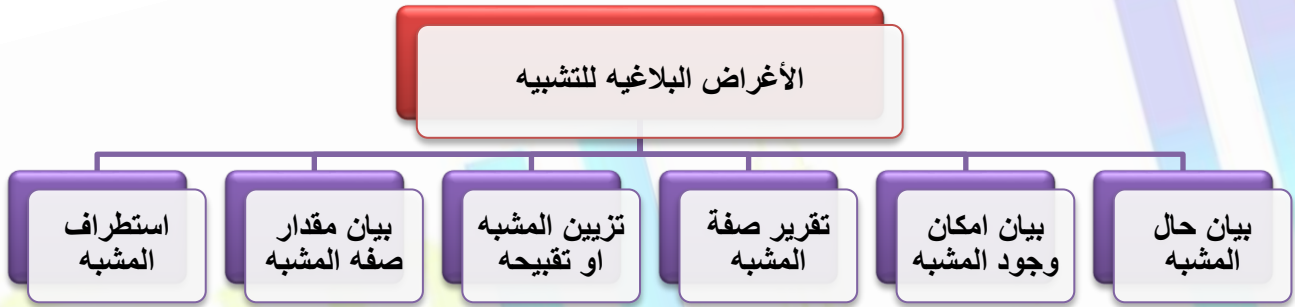 الأغراض البلاغيه للتشبيه
بيان حال
المشبه
بيان امكان
وجود المشبه
تقرير صفة
المشبه
تزيين المشبه
او تقبيحه
بيان مقدار
صفه المشبه
استطراف
المشبه